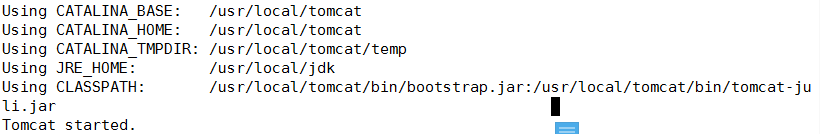 Using CATALINA_BASE:   /usr/local/tomcat
Using CATALINA_HOME:   /usr/local/tomcat
Using CATALINA_TMPDIR: /usr/local/tomcat/temp
Using JRE_HOME:        /usr/local/jdk
Using CLASSPATH:       /usr/local/tomcat/bin/bootstrap.jar:/usr/local/tomcat/bin/tomcat-ju
li.jar
Tomcat started.